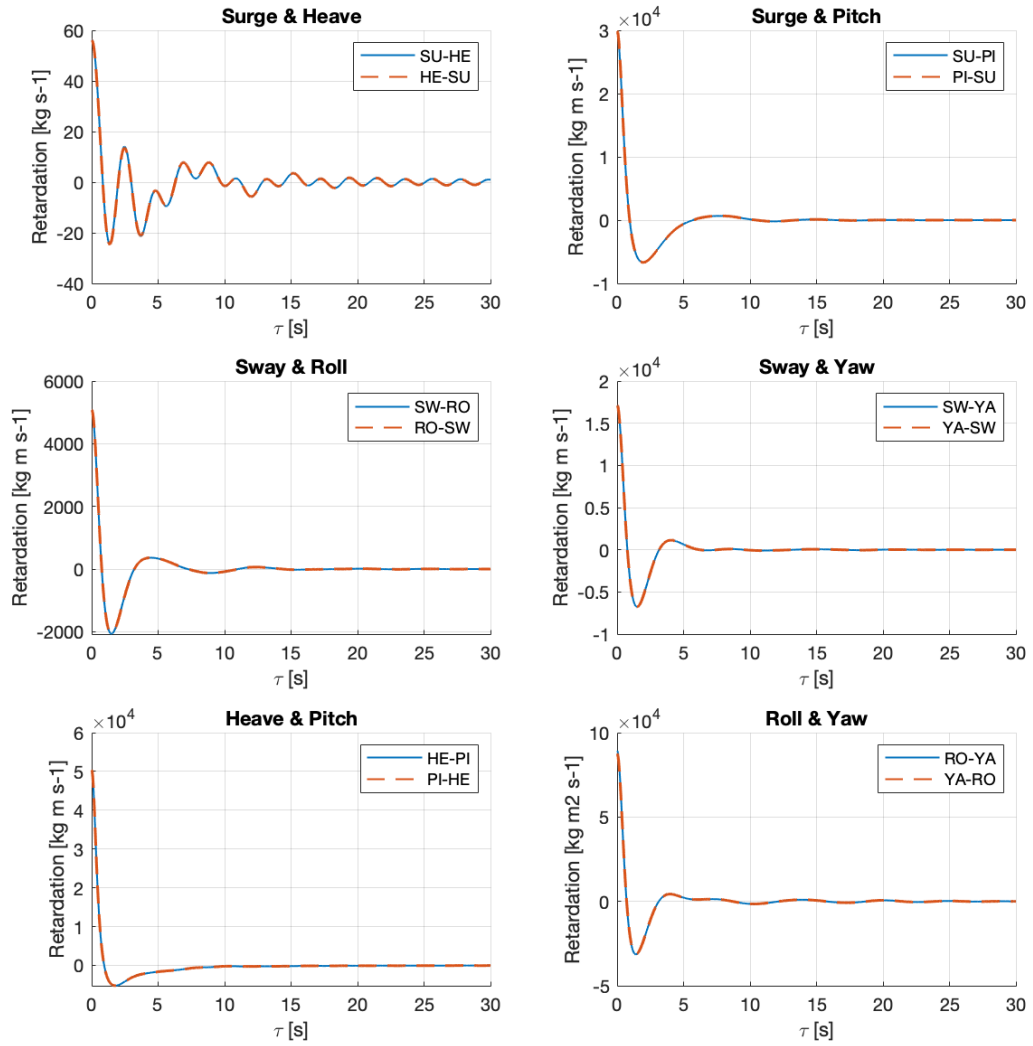 Surge & Heave
60
40
20
0
-20
-40
0 5 10 15 20 25 30
Retardation [kg s-1]
τ [s]
SU-HE
HE-SU
Surge & Pitch
×10^4
3
2
1
0
-1
0 5 10 15 20 25 30
Retardation [kg m s-1]
τ [s]
SU-PI
PI-SU
Sway & Roll
6000
4000
2000
0
-2000
0 5 10 15 20 25 30
Retardation [kg m s-1]
τ [s]
SW-RO
RO-SW
Sway & Yaw
×10^4
2
1.5
1
0.5
0
-0.5
-1
0 5 10 15 20 25 30
Retardation [kg m s-1]
τ [s]
SW-YA
YA-SW
Heave & Pitch
×10^4
6
5
4
3
2
1
0
0 5 10 15 20 25 30
Retardation [kg m s-1]
τ [s]
HE-PI
PI-HE
Roll & Yaw
×10^4
10
5
0
-5
0 5 10 15 20 25 30
Retardation [kg m2 s-1]
τ [s]
RO-YA
YA-RO